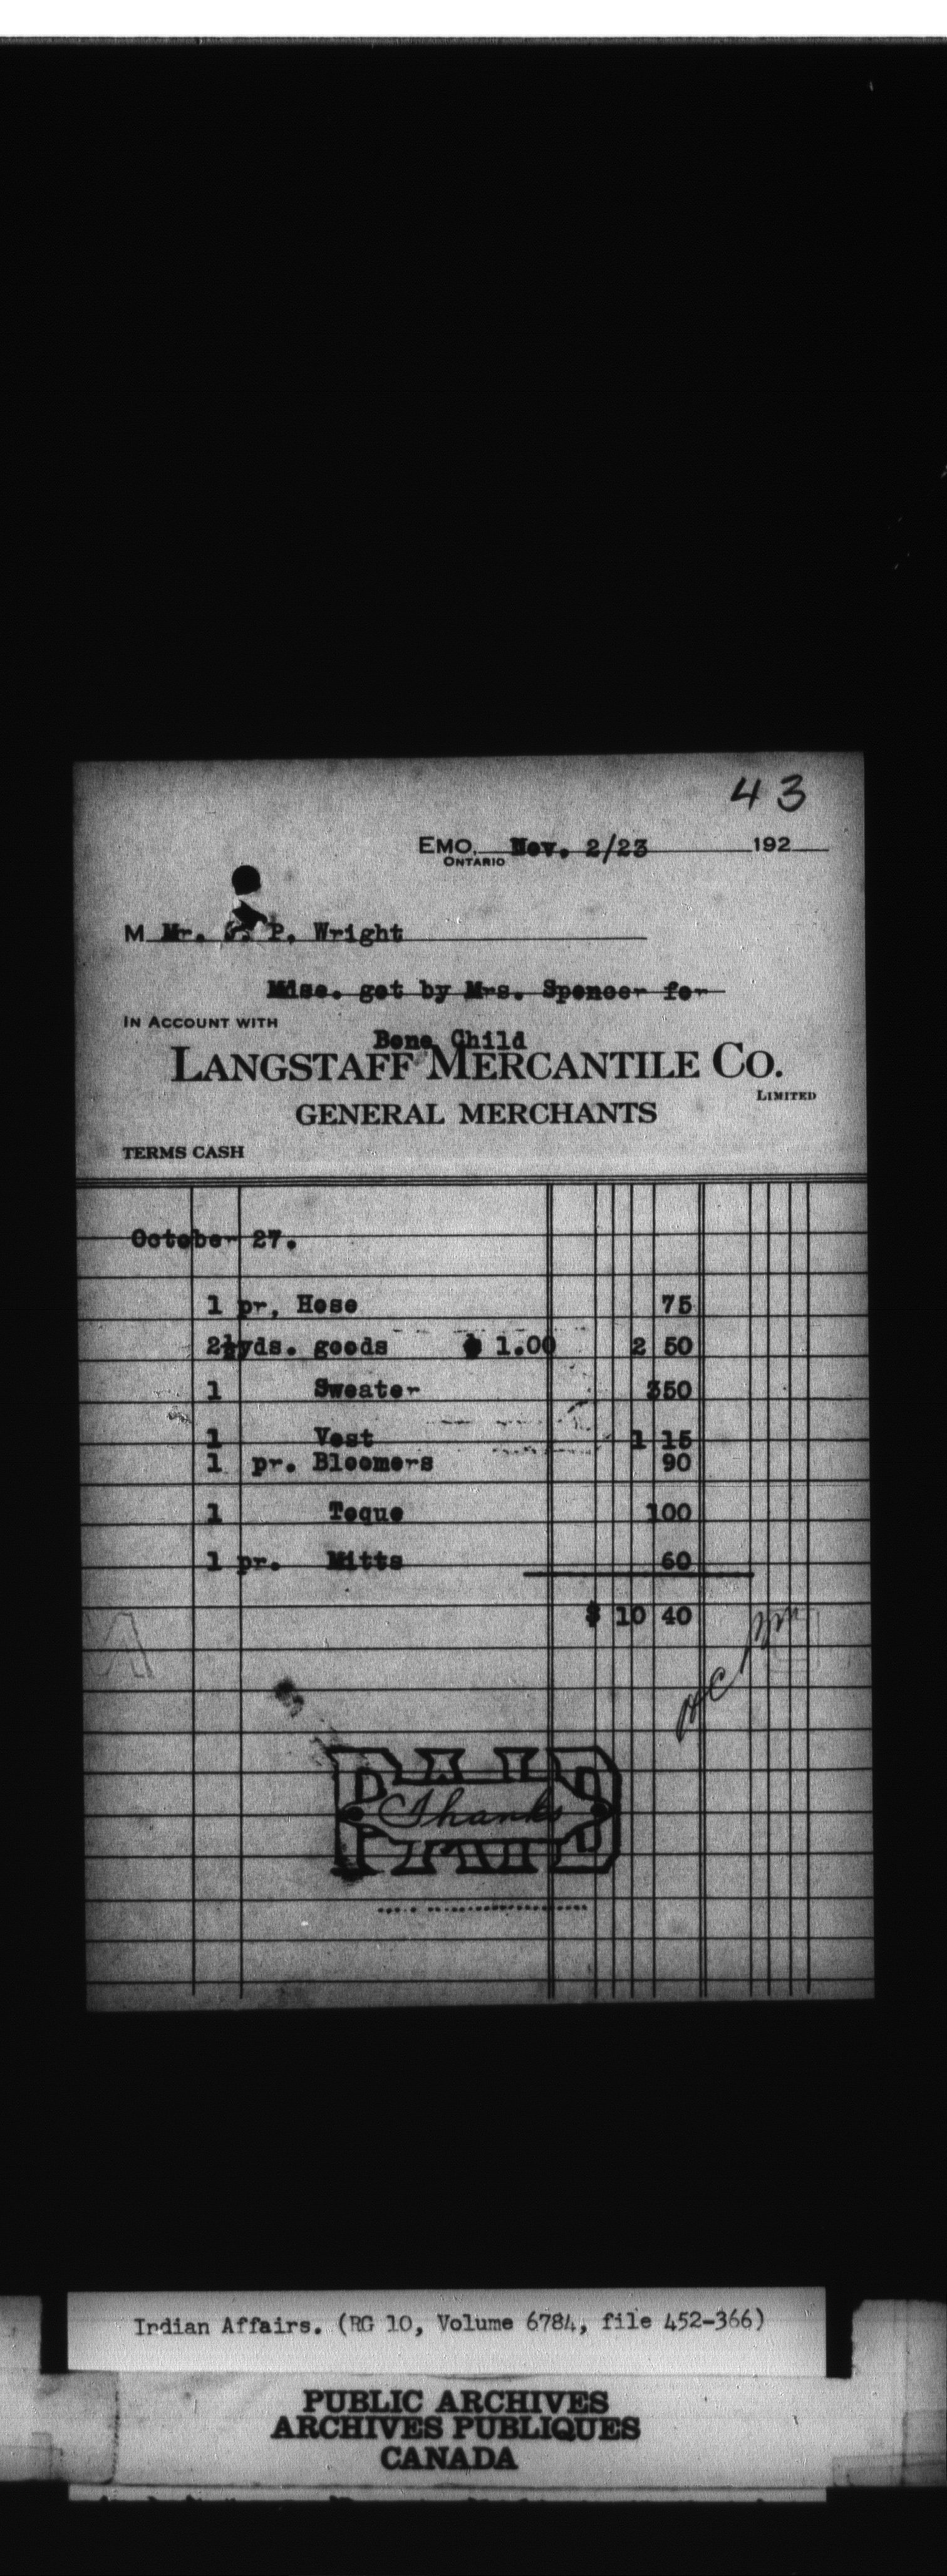 43
EMO, ONTARIO Nov. 2/23 192
M Mr. J. P. Wright
Mdse. got by Mrs. Spencer for
IN ACCOUNT WITH
Bone Child
LANGSTAFF MERCANTILE CO.
LIMITED
GENERAL MERCHANTS
TERMS CASH
October 27.
1 pr, Hose 75
2½yds. goods @ 1.00 2 50
1 Sweater 350
1 Vest 1 15
1 pr. Bloomers 90
1 Toque 100
1 pr. Mitts 60
$ 10 40
PAID
Thanks
Indian Affairs. (RG 10, Volume 6784, file 452-366)
PUBLIC ARCHIVES
ARCHIVES PUBLIQUES
CANADA